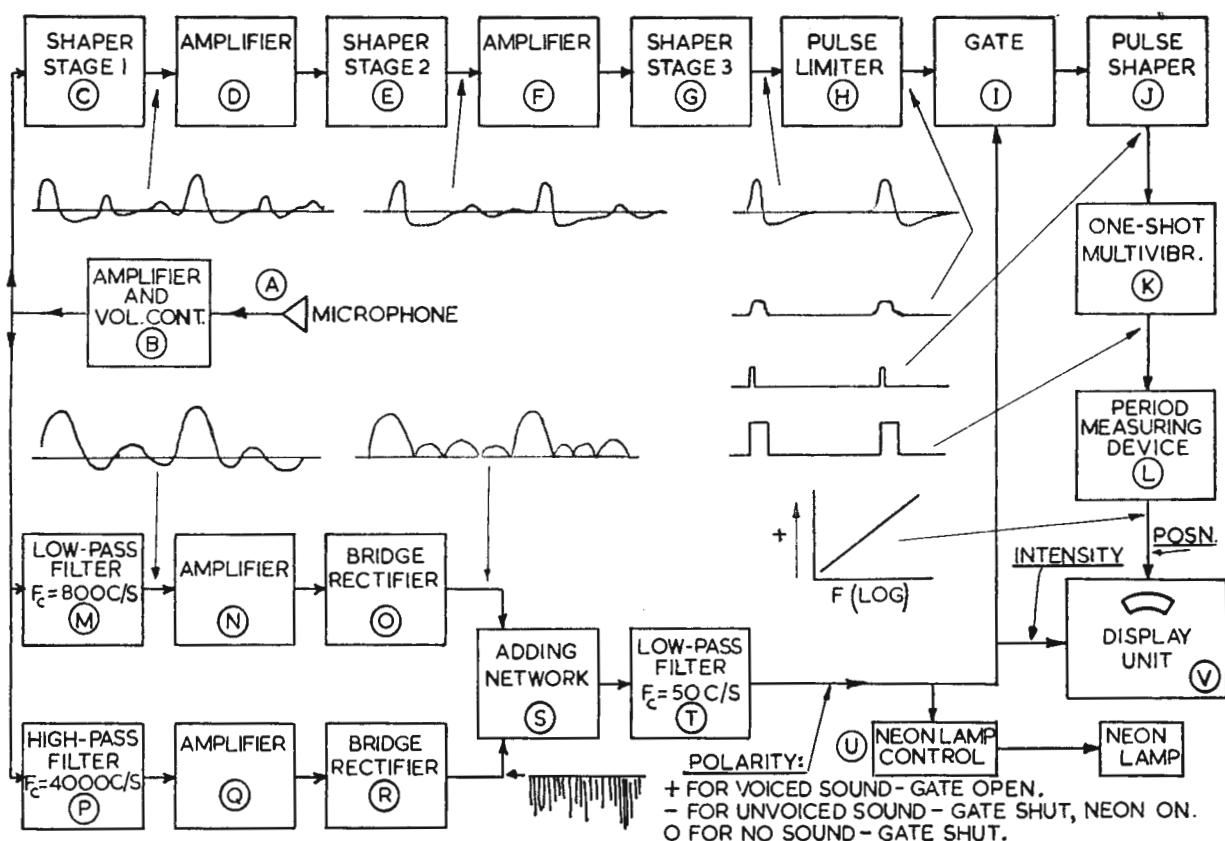 SHAPER
STAGE 1
C
AMPLIFIER
D
SHAPER
STAGE 2
E
AMPLIFIER
F
SHAPER
STAGE 3
G
PULSE
LIMITER
H
GATE
I
PULSE
SHAPER
J
AMPLIFIER
AND
VOL. CONT.
B
A
MICROPHONE
ONE-SHOT
MULTIVIBR.
K
PERIOD
MEASURING
DEVICE
L
+
F (LOG)
POSN.
INTENSITY
LOW-PASS
FILTER
Fc=800C/S
M
AMPLIFIER
N
BRIDGE
RECTIFIER
O
ADDING
NETWORK
S
LOW-PASS
FILTER
Fc=50C/S
T
DISPLAY
UNIT
V
HIGH-PASS
FILTER
Fc=4000C/S
P
AMPLIFIER
Q
BRIDGE
RECTIFIER
R
U
NEON LAMP
CONTROL
NEON
LAMP
POLARITY:
+ FOR VOICED SOUND - GATE OPEN.
- FOR UNVOICED SOUND - GATE SHUT, NEON ON.
O FOR NO SOUND - GATE SHUT.